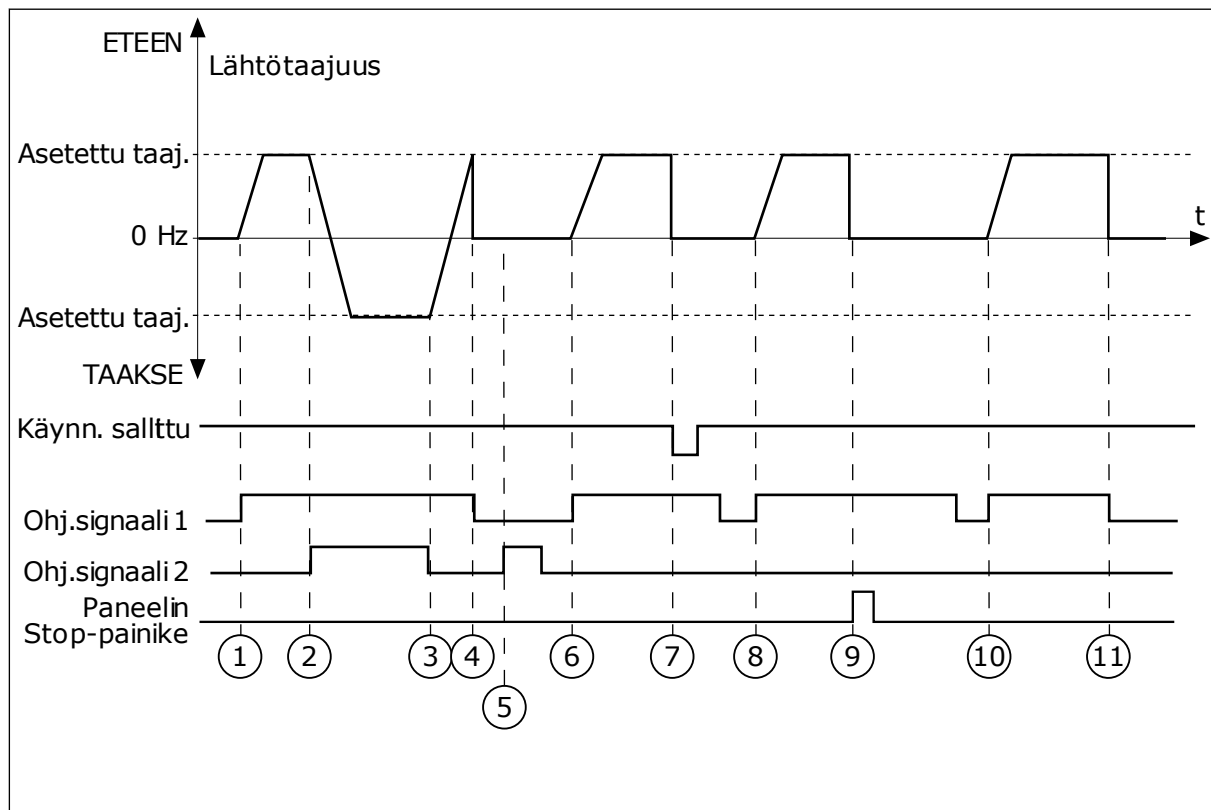 ETEEN
Lähtötaajuus
Asetettu taaj.
0 Hz
t
Asetettu taaj.
TAAKSE
Käynn. sallttu
Ohj.signaali 1
Ohj.signaali 2
Paneelin
Stop-painike
1 2 3 4 6 7 8 9 10 11
5